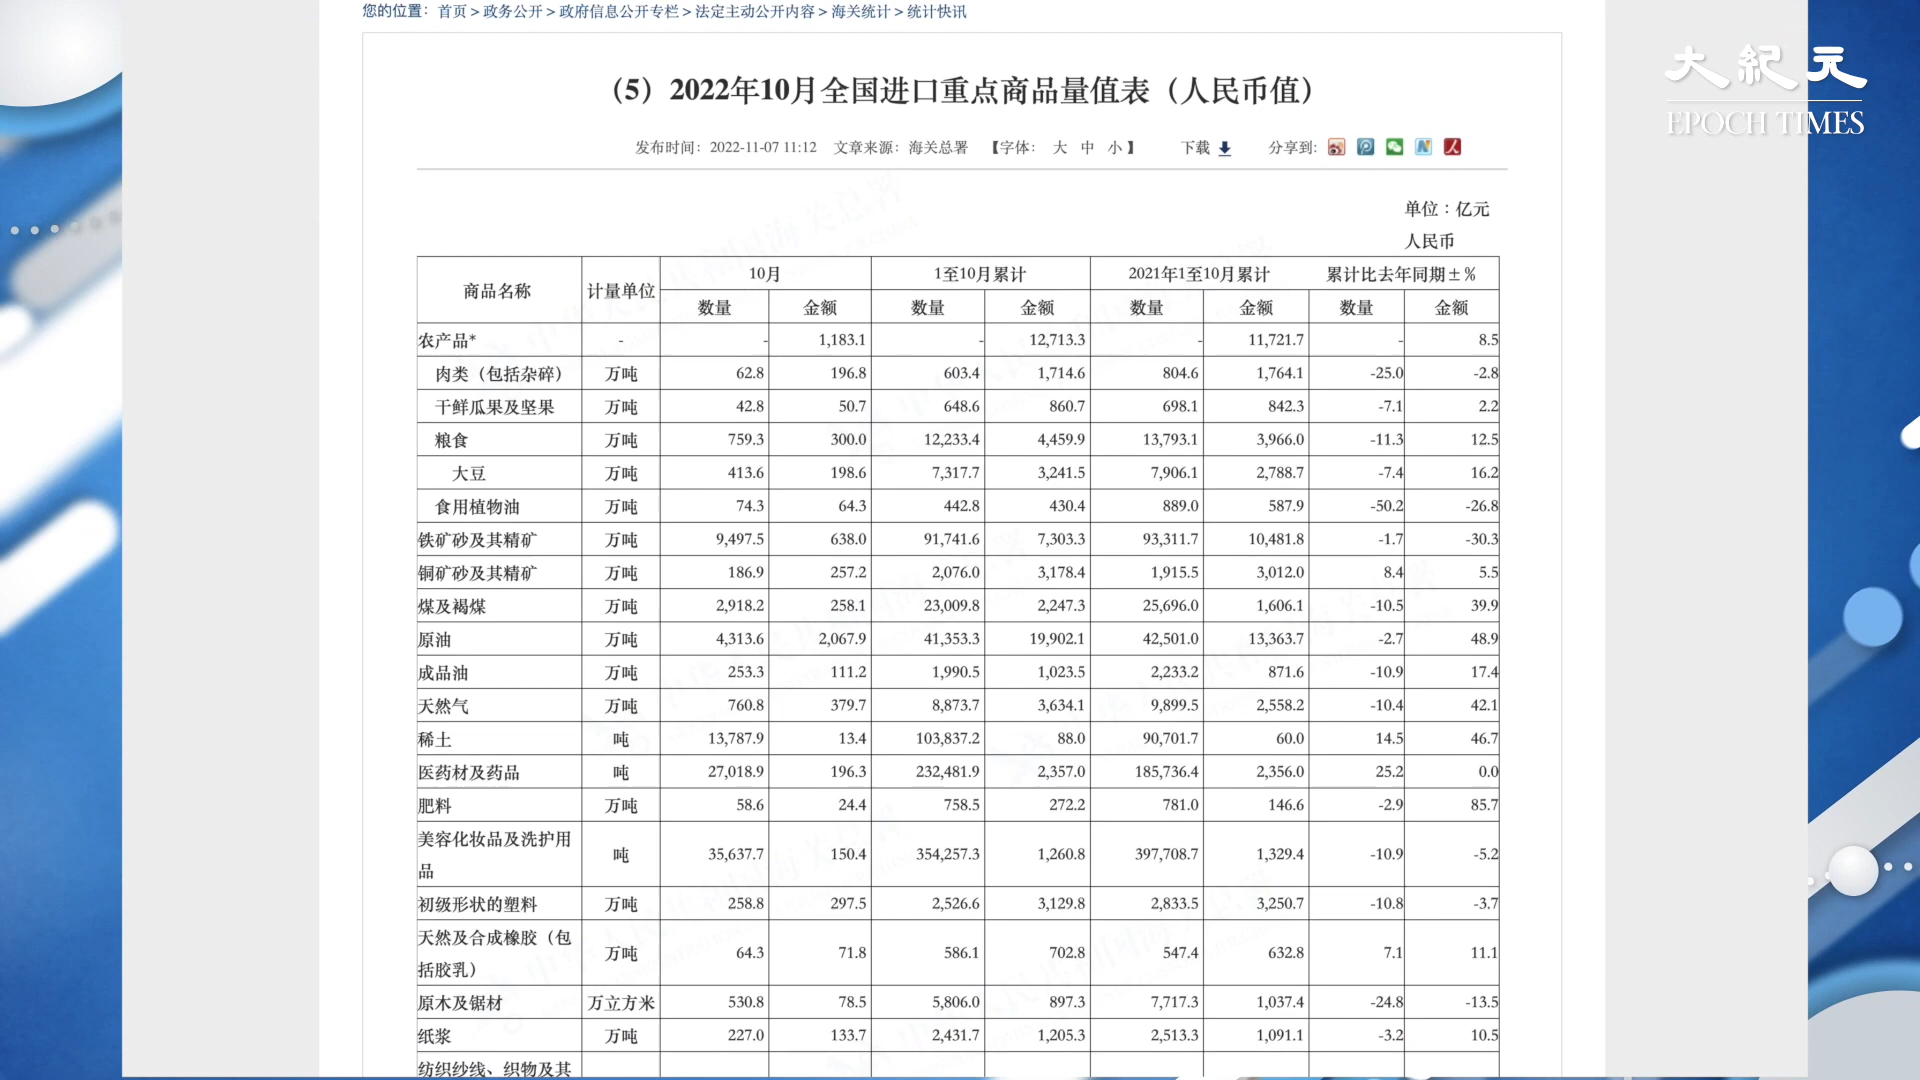 您的位置： 首页 > 政务公开 > 政府信息公开专栏 > 法定主动公开内容 > 海关统计 > 统计快讯
大紀元
EPOCH TIMES
（5）2022年10月全国进口重点商品量值表（人民币值）
发布时间：2022-11-07 11:12 文章来源：海关总署 【字体： 大 中 小 】 下载 分享到:
单位：亿元
人民币
商品名称 计量单位 10月 1至10月累计 2021年1至10月累计 累计比去年同期±%
数量 金额 数量 金额 数量 金额 数量 金额
农产品* - - 1,183.1 - 12,713.3 - 11,721.7 - 8.5
肉类（包括杂碎） 万吨 62.8 196.8 603.4 1,714.6 804.6 1,764.1 -25.0 -2.8
干鲜瓜果及坚果 万吨 42.8 50.7 648.6 860.7 698.1 842.3 -7.1 2.2
粮食 万吨 759.3 300.0 12,233.4 4,459.9 13,793.1 3,966.0 -11.3 12.5
大豆 万吨 413.6 198.6 7,317.7 3,241.5 7,906.1 2,788.7 -7.4 16.2
食用植物油 万吨 74.3 64.3 442.8 430.4 889.0 587.9 -50.2 -26.8
铁矿砂及其精矿 万吨 9,497.5 638.0 91,741.6 7,303.3 93,311.7 10,481.8 -1.7 -30.3
铜矿砂及其精矿 万吨 186.9 257.2 2,076.0 3,178.4 1,915.5 3,012.0 8.4 5.5
煤及褐煤 万吨 2,918.2 258.1 23,009.8 2,247.3 25,696.0 1,606.1 -10.5 39.9
原油 万吨 4,313.6 2,067.9 41,353.3 19,902.1 42,501.0 13,363.7 -2.7 48.9
成品油 万吨 253.3 111.2 1,990.5 1,023.5 2,233.2 871.6 -10.9 17.4
天然气 万吨 760.8 379.7 8,873.7 3,634.1 9,899.5 2,558.2 -10.4 42.1
稀土 吨 13,787.9 13.4 103,837.2 88.0 90,701.7 60.0 14.5 46.7
医药材及药品 吨 27,018.9 196.3 232,481.9 2,357.0 185,736.4 2,356.0 25.2 0.0
肥料 万吨 58.6 24.4 758.5 272.2 781.0 146.6 -2.9 85.7
美容化妆品及洗护用
品 吨 35,637.7 150.4 354,257.3 1,260.8 397,708.7 1,329.4 -10.9 -5.2
初级形状的塑料 万吨 258.8 297.5 2,526.6 3,129.8 2,833.5 3,250.7 -10.8 -3.7
天然及合成橡胶（包
括胶乳） 万吨 64.3 71.8 586.1 702.8 547.4 632.8 7.1 11.1
原木及锯材 万立方米 530.8 78.5 5,806.0 897.3 7,717.3 1,037.4 -24.8 -13.5
纸浆 万吨 227.0 133.7 2,431.7 1,205.3 2,513.3 1,091.1 -3.2 10.5
纺织纱线、织物及其